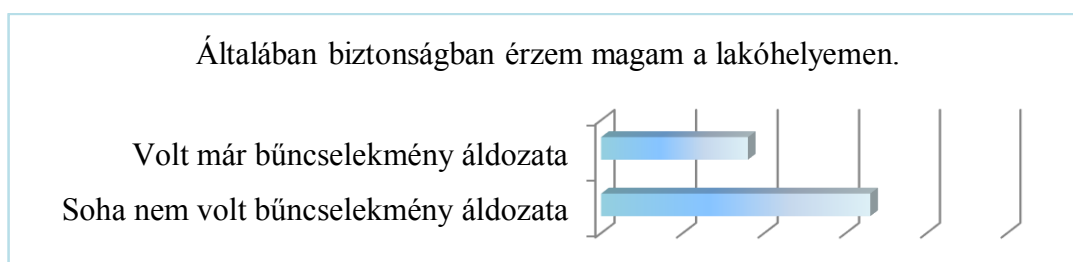 Általában biztonságban érzem magam a lakóhelyemen.
Volt már bűncselekmény áldozata
Soha nem volt bűncselekmény áldozata